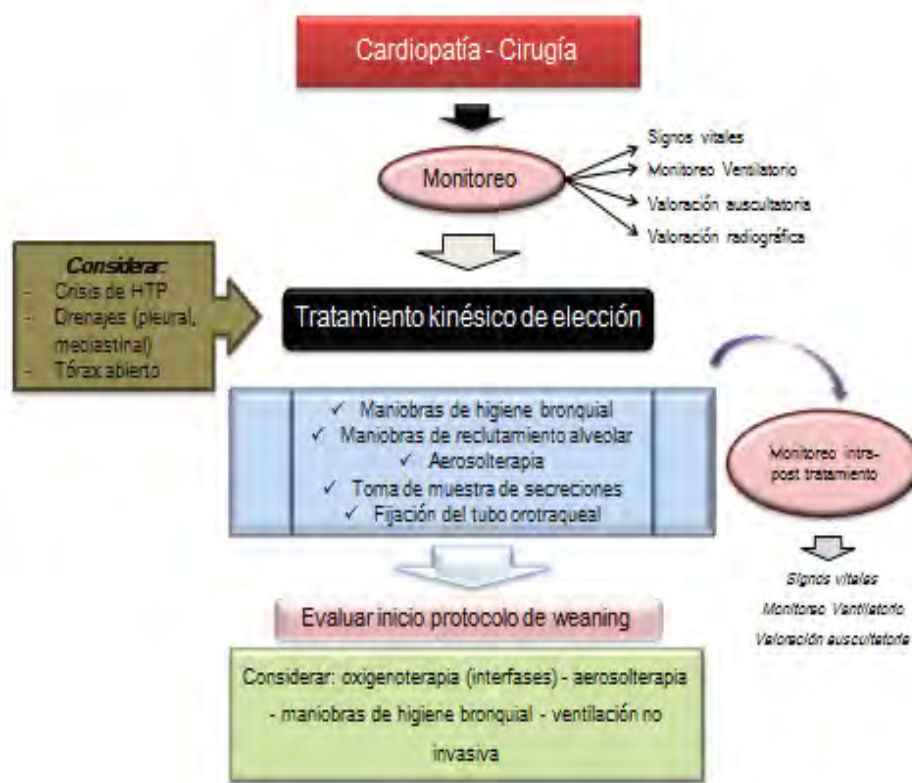 Cardiopatía - Cirugía
Monitoreo
Signos vitales
Monitoreo Ventilatorio
Valoración auscultatoria
Valoración radiográfica
Considerar:
- Crisis de HTP
- Drenajes (pleural,
mediastinal)
- Tórax abierto
Tratamiento kinésico de elección
✓ Maniobras de higiene bronquial
✓ Maniobras de reclutamiento alveolar
✓ Aerosolterapia
✓ Toma de muestra de secreciones
✓ Fijación del tubo orotraqueal
Monitoreo intra-
post tratamiento
Signos vitales
Monitoreo Ventilatorio
Valoración auscultatoria
Evaluar inicio protocolo de weaning
Considerar: oxigenoterapia (interfases) - aerosolterapia
- maniobras de higiene bronquial - ventilación no
invasiva